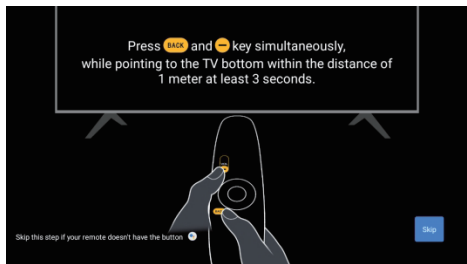 Press BACK and − key simultaneously,
while pointing to the TV bottom within the distance of
1 meter at least 3 seconds.
Skip this step if your remote doesn't have the button
Skip